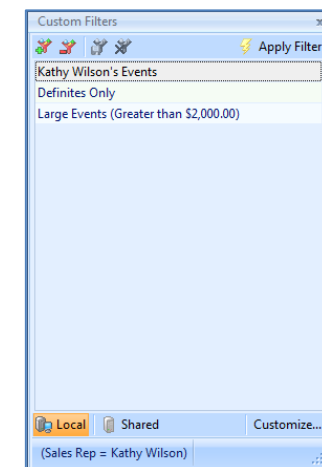 Custom Filters
Apply Filter
Kathy Wilson's Events
Definites Only
Large Events (Greater than $2,000.00)
Local Shared Customize...
(Sales Rep = Kathy Wilson)